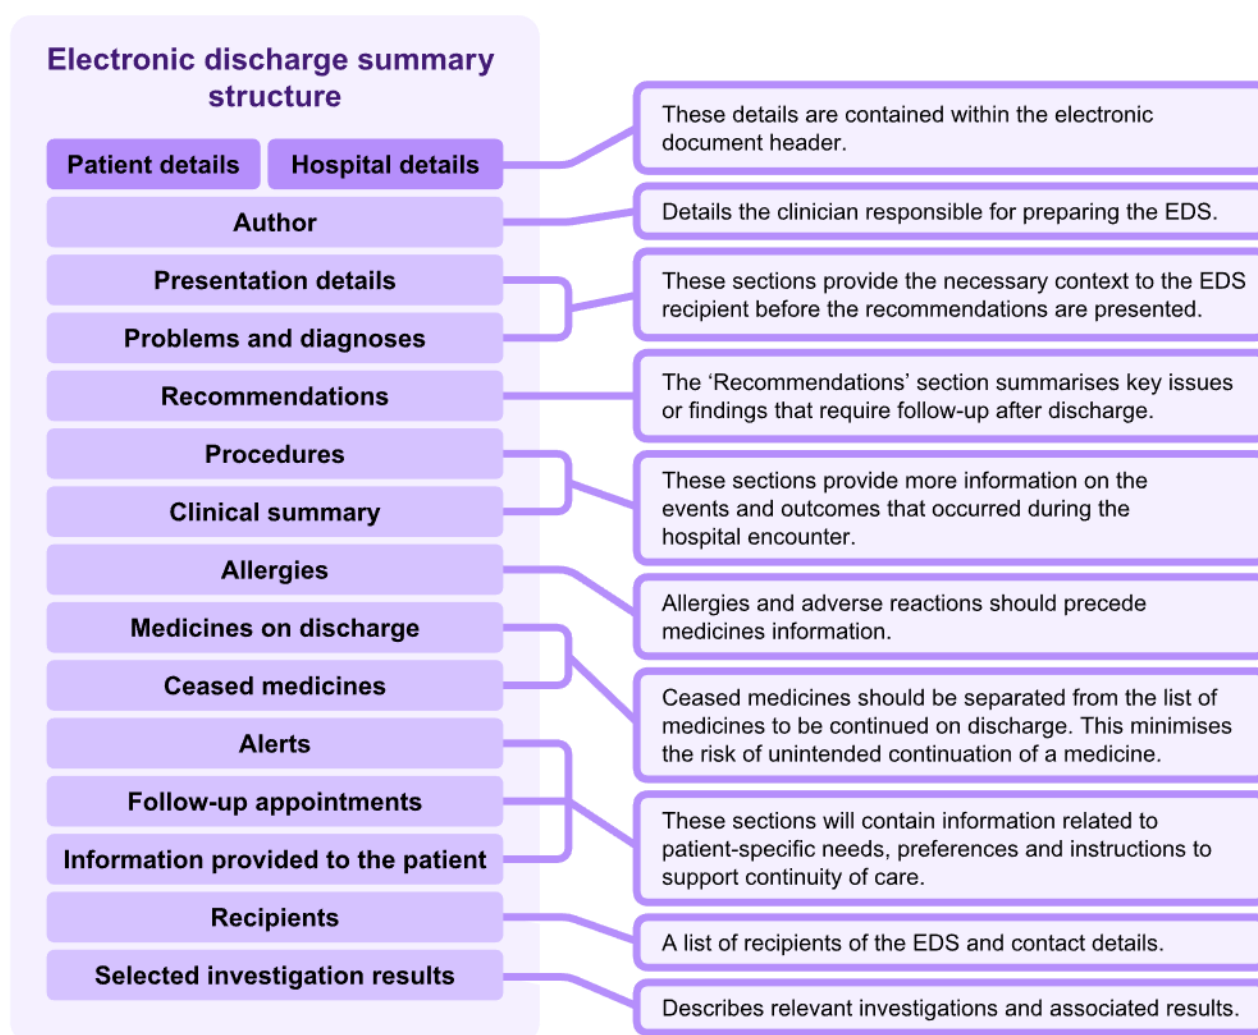 Electronic discharge summary
structure
Patient details
Hospital details
These details are contained within the electronic
document header.
Author
Details the clinician responsible for preparing the EDS.
Presentation details
Problems and diagnoses
These sections provide the necessary context to the EDS
recipient before the recommendations are presented.
Recommendations
The ‘Recommendations’ section summarises key issues
or findings that require follow-up after discharge.
Procedures
Clinical summary
These sections provide more information on the
events and outcomes that occurred during the
hospital encounter.
Allergies
Allergies and adverse reactions should precede
medicines information.
Medicines on discharge
Ceased medicines
Ceased medicines should be separated from the list of
medicines to be continued on discharge. This minimises
the risk of unintended continuation of a medicine.
Alerts
Follow-up appointments
Information provided to the patient
These sections will contain information related to
patient-specific needs, preferences and instructions to
support continuity of care.
Recipients
A list of recipients of the EDS and contact details.
Selected investigation results
Describes relevant investigations and associated results.